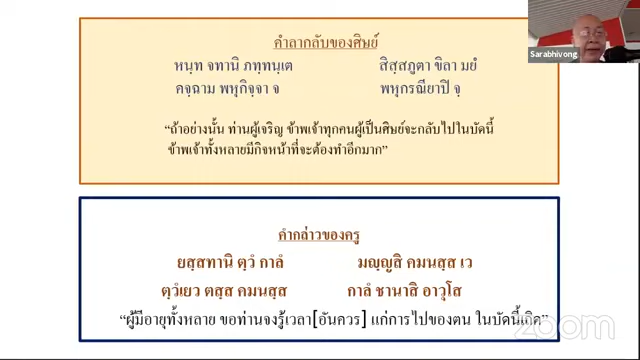 คำลากลับของศิษย์
หนฺท จทานิ ภทฺทนฺเต สิสฺสภูตา ขิลา มยํ
คจฺฉาม พหุกิจฺจา จ พหุกรณียาปิ จฺ
“ถ้าอย่างนั้น ท่านผู้เจริญ ข้าพเจ้าทุกคนผู้เป็นศิษย์จะกลับไปในบัดนี้
ข้าพเจ้าทั้งหลายมีกิจหน้าที่จะต้องทำอีกมาก”
คำกล่าวของครู
ยสฺสทานิ ตฺวํ กาลํ มญฺญสิ คมนสฺส เว
ตฺวํเยว ตสฺส คมนสฺส กาลํ ชานาสิ อาวุโส
“ผู้มีอายุทั้งหลาย ขอท่านจงรู้เวลา[อันควร] แก่การไปของตน ในบัดนี้เถิด”
Sarabhivong
zoom